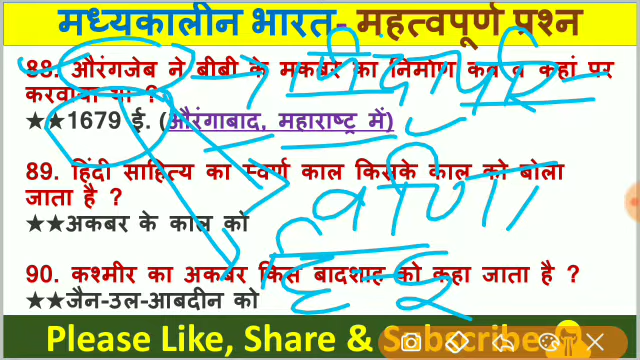 मध्यकालीन भारत- महत्वपूर्ण प्रश्न
88. औरंगजेब ने बीबी के मकबरे का निर्माण कब व कहां पर
करवाया था ?
★★1679 ई. (औरंगाबाद, महाराष्ट्र में)
89. हिंदी साहित्य का स्वर्ण काल किसके काल को बोला
जाता है ?
★★अकबर के काल को
90. कश्मीर का अकबर किस बादशाह को कहा जाता है ?
★★जैन-उल-आबदीन को
Please Like, Share & Subscribe